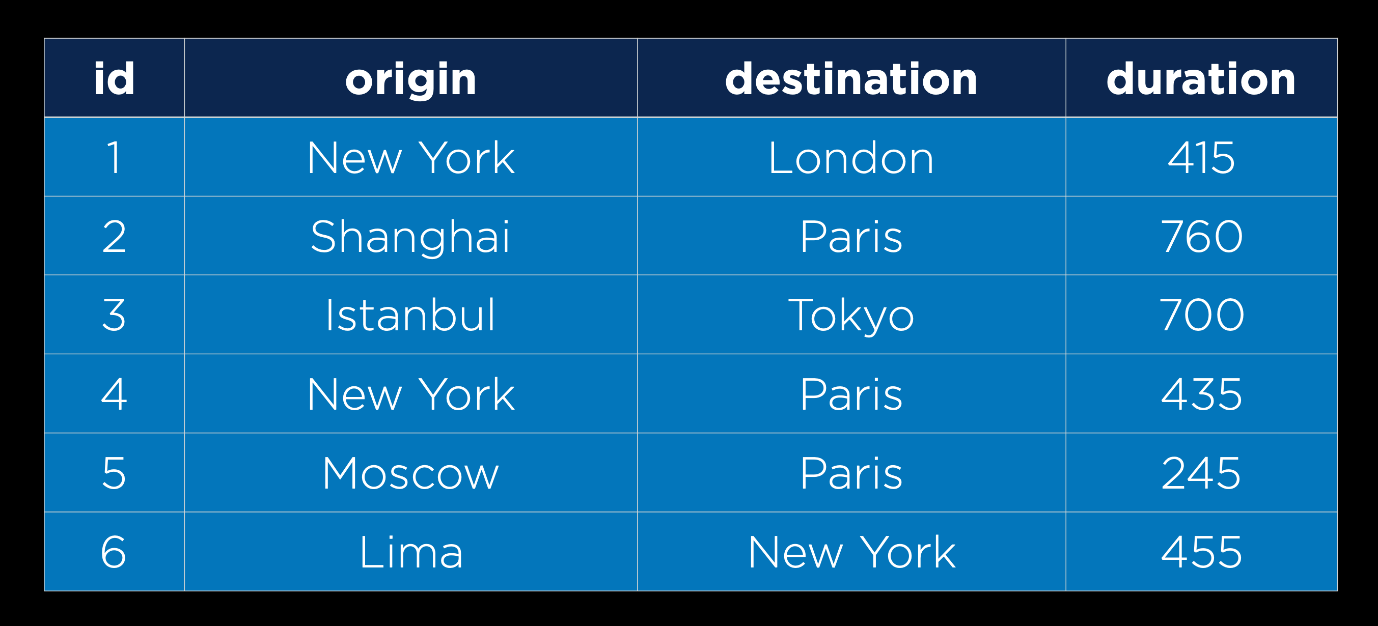 id origin destination duration
1 New York London 415
2 Shanghai Paris 760
3 Istanbul Tokyo 700
4 New York Paris 435
5 Moscow Paris 245
6 Lima New York 455